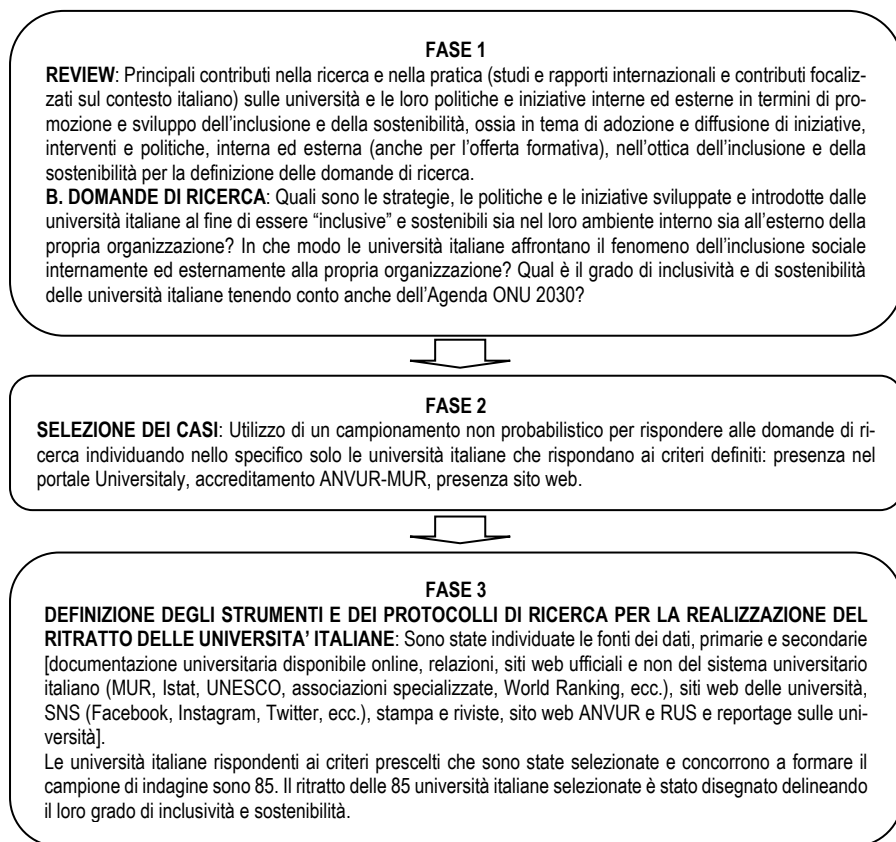 FASE 1
REVIEW: Principali contributi nella ricerca e nella pratica (studi e rapporti internazionali e contributi focaliz-
zati sul contesto italiano) sulle università e le loro politiche e iniziative interne ed esterne in termini di pro-
mozione e sviluppo dell’inclusione e della sostenibilità, ossia in tema di adozione e diffusione di iniziative,
interventi e politiche, interna ed esterna (anche per l’offerta formativa), nell’ottica dell’inclusione e della
sostenibilità per la definizione delle domande di ricerca.
B. DOMANDE DI RICERCA: Quali sono le strategie, le politiche e le iniziative sviluppate e introdotte dalle
università italiane al fine di essere “inclusive” e sostenibili sia nel loro ambiente interno sia all’esterno della
propria organizzazione? In che modo le università italiane affrontano il fenomeno dell’inclusione sociale
internamente ed esternamente alla propria organizzazione? Qual è il grado di inclusività e di sostenibilità
delle università italiane tenendo conto anche dell’Agenda ONU 2030?
FASE 2
SELEZIONE DEI CASI: Utilizzo di un campionamento non probabilistico per rispondere alle domande di ri-
cerca individuando nello specifico solo le università italiane che rispondano ai criteri definiti: presenza nel
portale Universitaly, accreditamento ANVUR-MUR, presenza sito web.
FASE 3
DEFINIZIONE DEGLI STRUMENTI E DEI PROTOCOLLI DI RICERCA PER LA REALIZZAZIONE DEL
RITRATTO DELLE UNIVERSITA’ ITALIANE: Sono state individuate le fonti dei dati, primarie e secondarie
[documentazione universitaria disponibile online, relazioni, siti web ufficiali e non del sistema universitario
italiano (MUR, Istat, UNESCO, associazioni specializzate, World Ranking, ecc.), siti web delle università,
SNS (Facebook, Instagram, Twitter, ecc.), stampa e riviste, sito web ANVUR e RUS e reportage sulle uni-
versità].
Le università italiane rispondenti ai criteri prescelti che sono state selezionate e concorrono a formare il
campione di indagine sono 85. Il ritratto delle 85 università italiane selezionate è stato disegnato delineando
il loro grado di inclusività e sostenibilità.